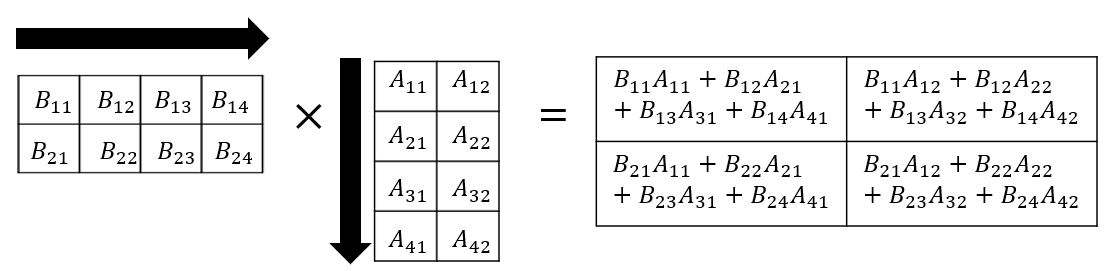 B₁₁ B₁₂ B₁₃ B₁₄
B₂₁ B₂₂ B₂₃ B₂₄
×
A₁₁ A₁₂
A₂₁ A₂₂
A₃₁ A₃₂
A₄₁ A₄₂
=
B₁₁A₁₁ + B₁₂A₂₁
+ B₁₃A₃₁ + B₁₄A₄₁
B₁₁A₁₂ + B₁₂A₂₂
+ B₁₃A₃₂ + B₁₄A₄₂
B₂₁A₁₁ + B₂₂A₂₁
+ B₂₃A₃₁ + B₂₄A₄₁
B₂₁A₁₂ + B₂₂A₂₂
+ B₂₃A₃₂ + B₂₄A₄₂